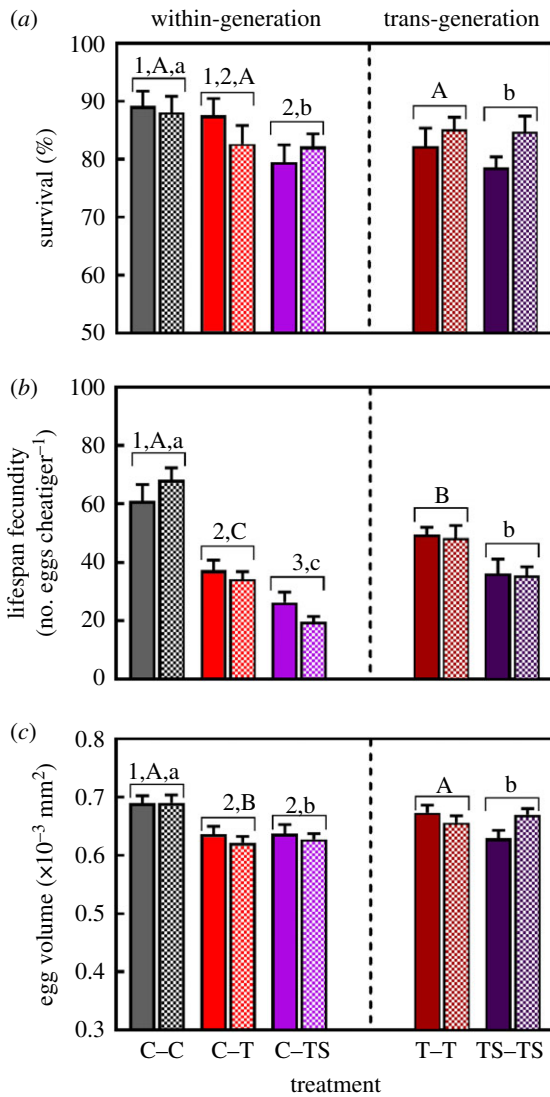 (a) within-generation trans-generation
100
90
80
70
60
50
survival (%)
1,A,a
1,2,A
2,b
A
b
(b)
100
80
60
40
20
0
lifespan fecundity
(no. eggs cheatiger⁻¹)
1,A,a
2,C
3,c
B
b
(c)
0.8
0.7
0.6
0.5
0.4
0.3
egg volume (×10⁻³ mm²)
1,A,a
2,B
2,b
A
b
C–C C–T C–TS T–T TS–TS
treatment